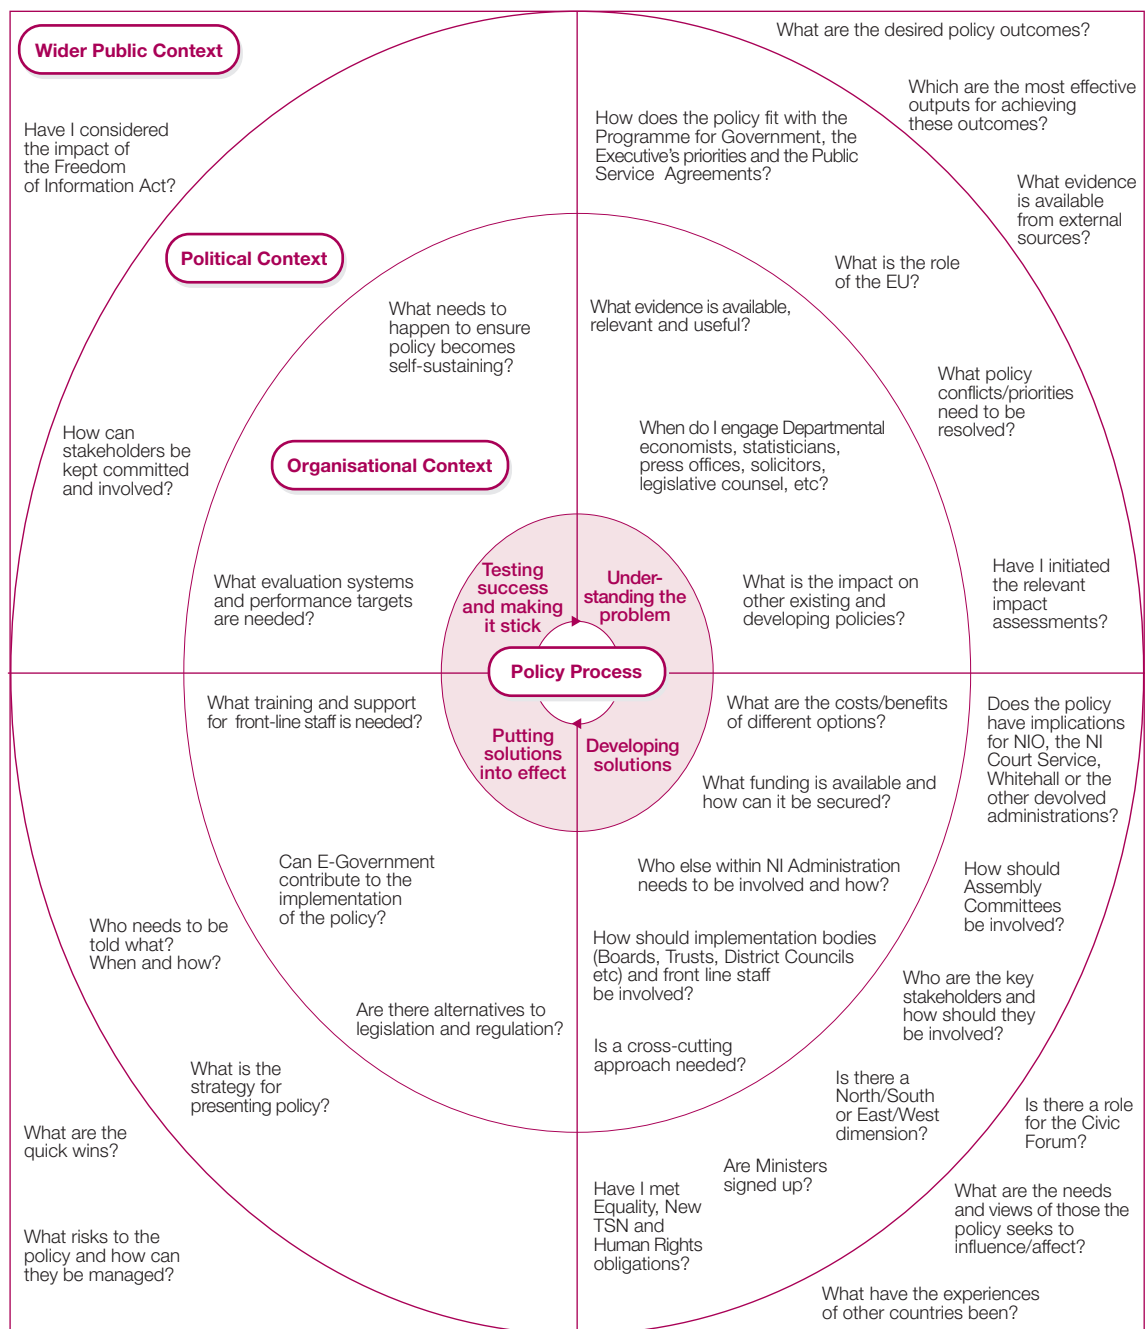 Wider Public Context
What are the desired policy outcomes?
Which are the most effective
outputs for achieving
these outcomes?
Have I considered
the impact of
the Freedom
of Information Act?
How does the policy fit with the
Programme for Government, the
Executive's priorities and the Public
Service Agreements?
What evidence
is available
from external
sources?
Political Context
What is the role
of the EU?
What needs to
happen to ensure
policy becomes
self-sustaining?
What evidence is available,
relevant and useful?
What policy
conflicts/priorities
need to be
resolved?
How can
stakeholders be
kept committed
and involved?
Organisational Context
When do I engage Departmental
economists, statisticians,
press offices, solicitors,
legislative counsel, etc?
What evaluation systems
and performance targets
are needed?
Testing
success
and making
it stick
Under-
standing the
problem
What is the impact on
other existing and
developing policies?
Have I initiated
the relevant
impact
assessments?
Policy Process
What training and support
for front-line staff is needed?
Putting
solutions
into effect
Developing
solutions
What are the costs/benefits
of different options?
Does the policy
have implications
for NIO, the NI
Court Service,
Whitehall or the
other devolved
administrations?
What funding is available and
how can it be secured?
Can E-Government
contribute to the
implementation
of the policy?
Who else within NI Administration
needs to be involved and how?
How should
Assembly
Committees
be involved?
Who needs to be
told what?
When and how?
How should implementation bodies
(Boards, Trusts, District Councils
etc) and front line staff
be involved?
Who are the key
stakeholders and
how should they
be involved?
Are there alternatives to
legislation and regulation?
Is a cross-cutting
approach needed?
What is the
strategy for
presenting policy?
Is there a
North/South
or East/West
dimension?
Is there a role
for the Civic
Forum?
What are the
quick wins?
Are Ministers
signed up?
Have I met
Equality, New
TSN and
Human Rights
obligations?
What are the needs
and views of those the
policy seeks to
influence/affect?
What risks to the
policy and how can
they be managed?
What have the experiences
of other countries been?